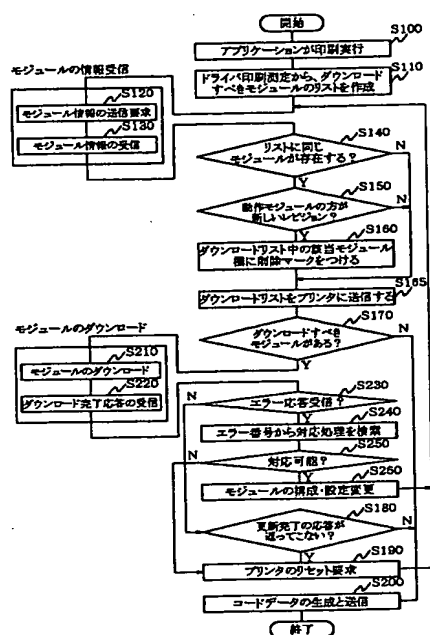 開始
S100
アプリケーションが印刷実行
S110
ドライバ印刷測定から、ダウンロード
すべきモジュールのリストを作成
モジュールの情報受信
S120
モジュール情報の送信要求
S130
モジュール情報の受信
S140
リストに同じ
モジュールが存在する?
N
Y
S150
動作モジュールの方が
新しいレビジョン?
N
Y
S160
ダウンロードリスト中の該当モジュール
欄に削除マークをつける
S165
ダウンロードリストをプリンタに送信する
S170
ダウンロードすべき
モジュールがある?
N
Y
モジュールのダウンロード
S210
モジュールのダウンロード
S220
ダウンロード完了応答の受信
S230
エラー応答受信?
N
Y
S240
エラー番号から対応処理を検索
S250
対応可能?
N
Y
S260
モジュールの構成・設定変更
S180
更新完了の応答が
返ってこない?
N
Y
S190
プリンタのリセット要求
S200
コードデータの生成と送信
終了